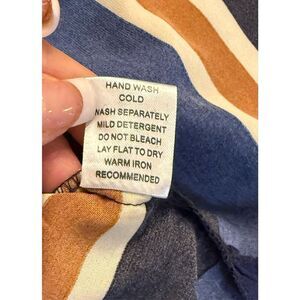 HAND WASH
COLD
WASH SEPARATELY
MILD DETERGENT
DO NOT BLEACH
LAY FLAT TO DRY
WARM IRON
RECOMMENDED